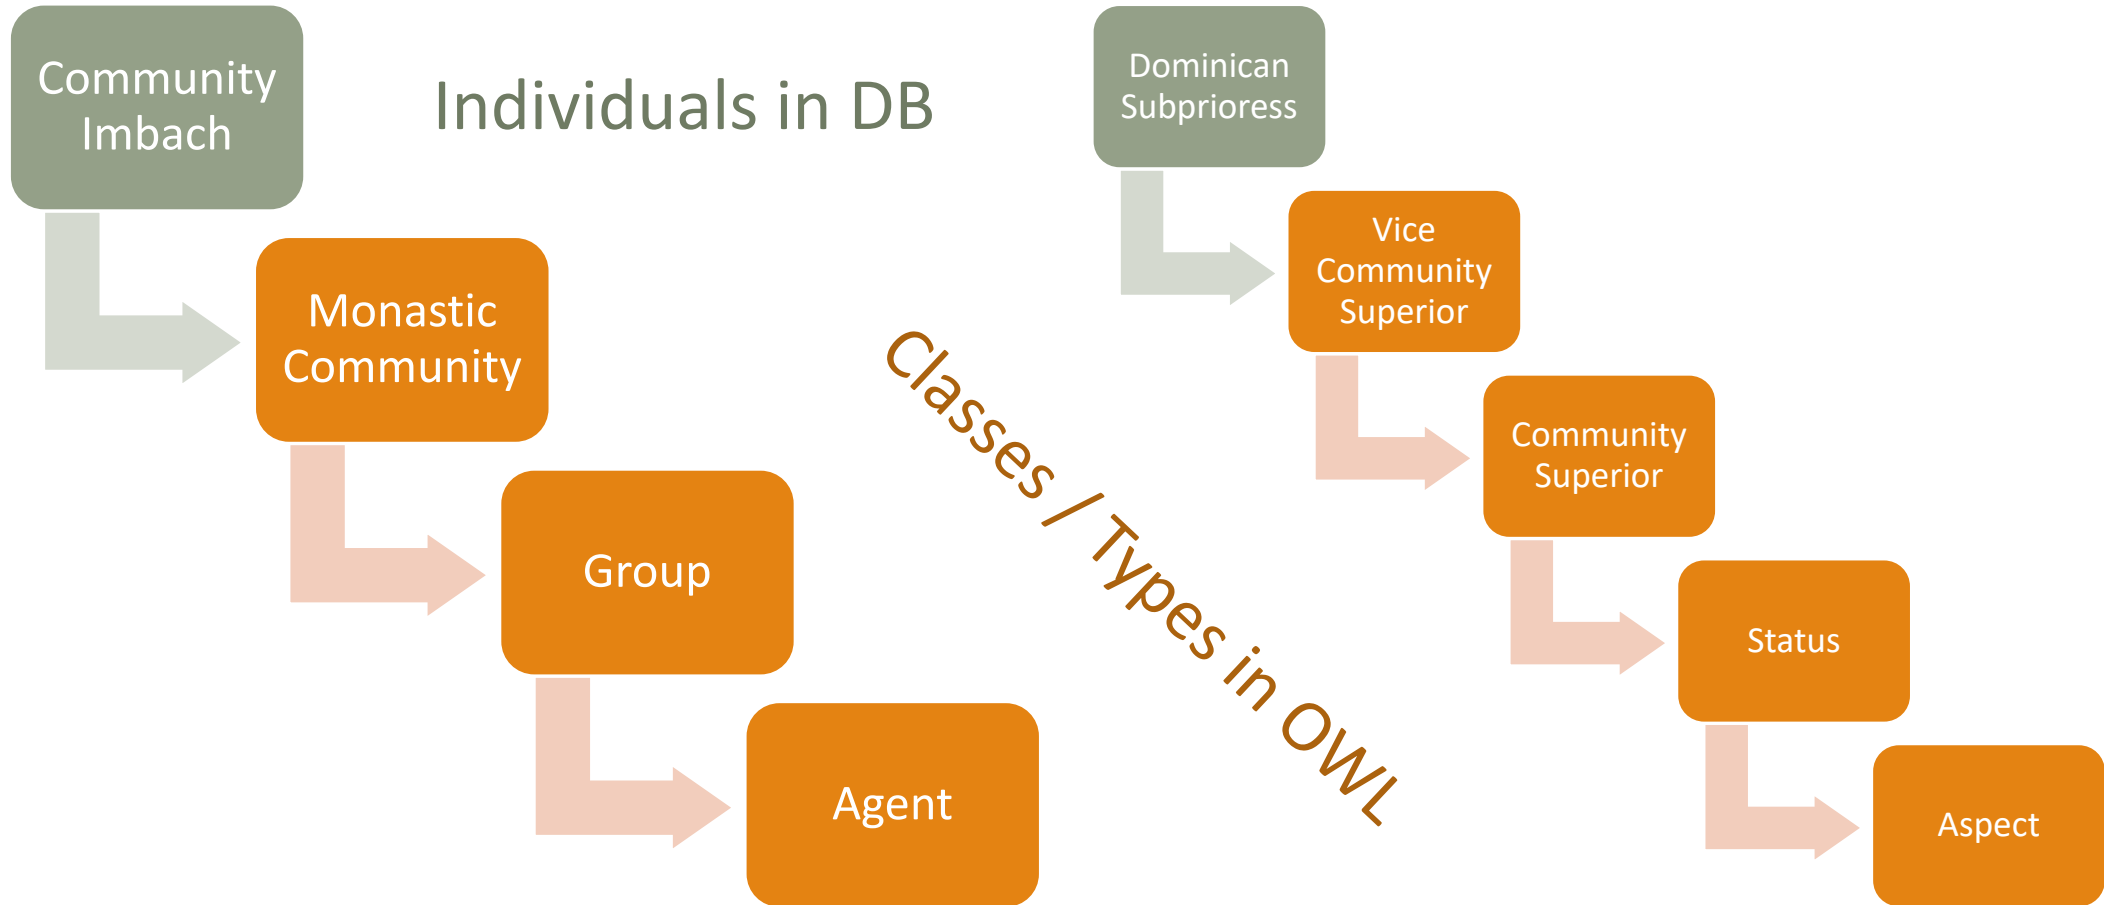 Community
Imbach
Individuals in DB
Dominican
Subprioress
Monastic
Community
Vice
Community
Superior
Classes / Types in OWL
Group
Community
Superior
Agent
Status
Aspect